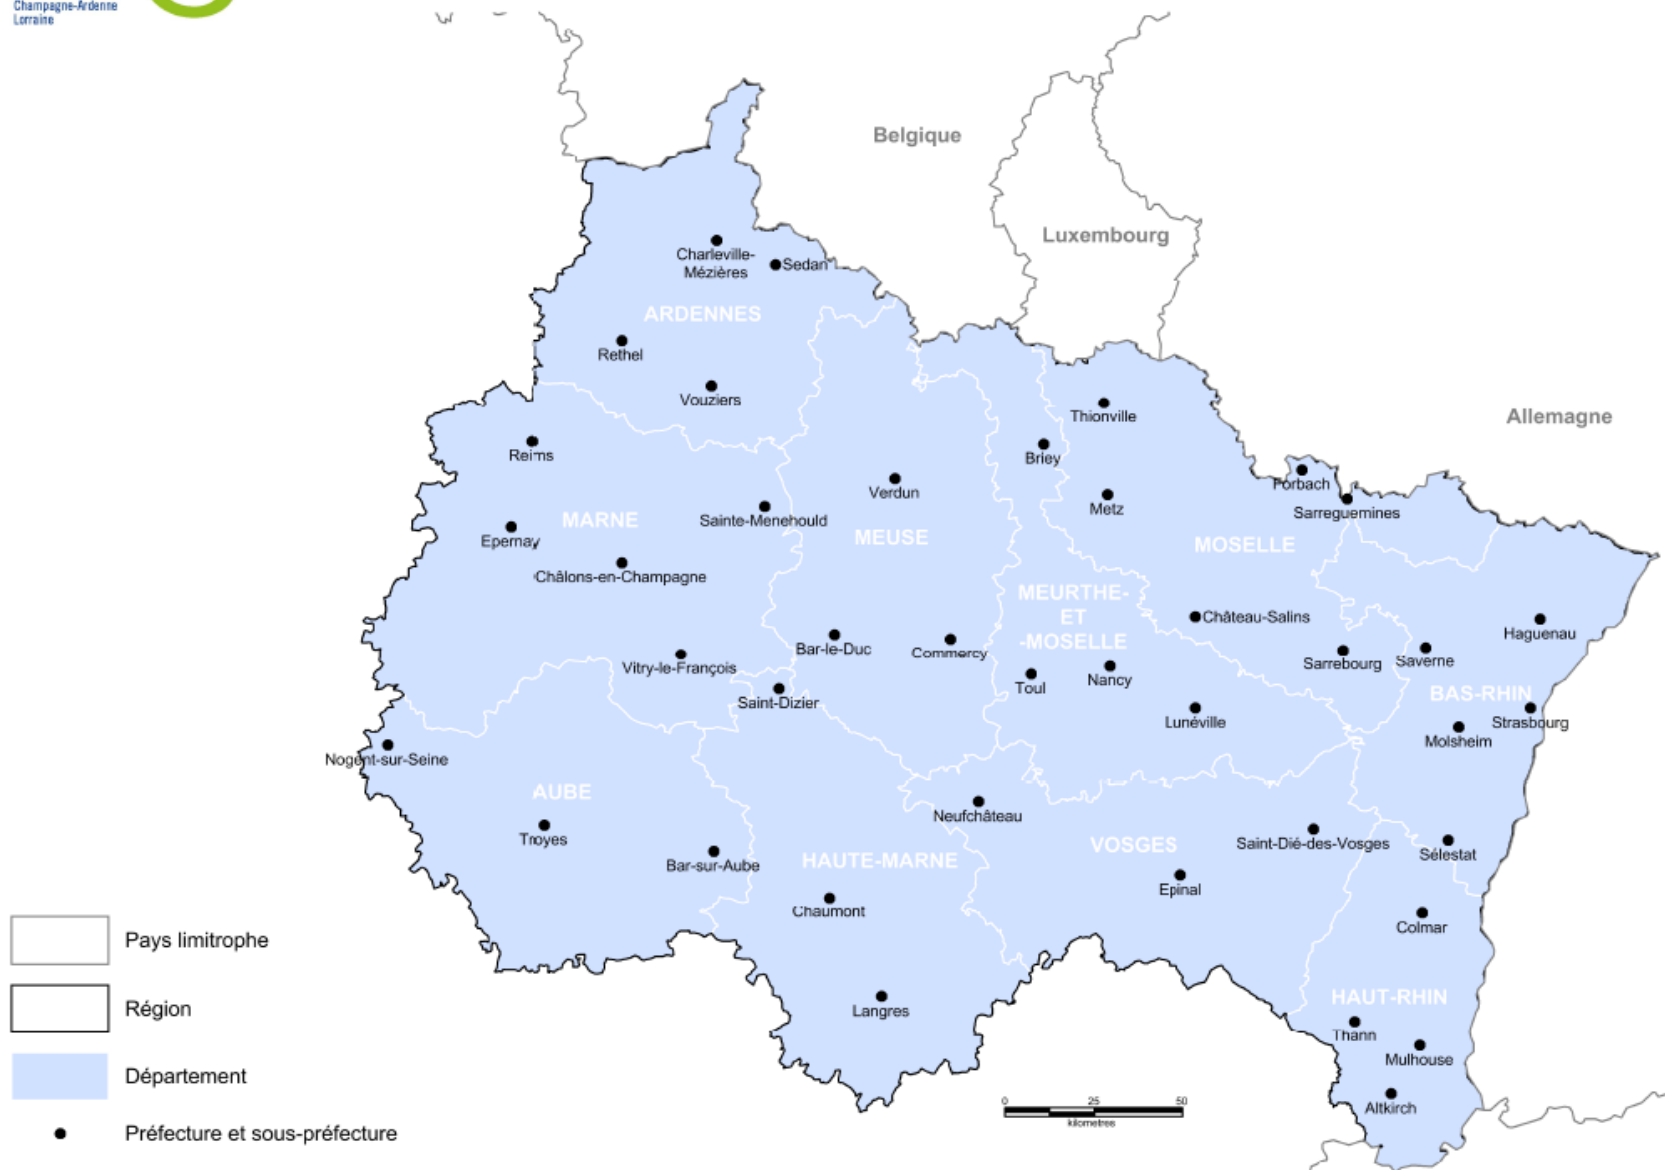 Champagne-Ardenne
Lorraine
Belgique
Luxembourg
Allemagne
Charleville-
Mézières
Sedan
ARDENNES
Rethel
Vouziers
Thionville
Briey
Reims
Forbach
Verdun
Metz
Sarreguemines
MARNE
Sainte-Menehould
Epernay
MEUSE
MOSELLE
Châlons-en-Champagne
MEURTHE-
ET
-MOSELLE
Château-Salins
Haguenau
Bar-le-Duc
Commercy
Vitry-le-François
Sarrebourg
Saverne
Toul
Nancy
BAS-RHIN
Saint-Dizier
Lunéville
Strasbourg
Molsheim
Nogent-sur-Seine
AUBE
Neufchâteau
Troyes
VOSGES
Saint-Dié-des-Vosges
Sélestat
Bar-sur-Aube
HAUTE-MARNE
Epinal
Chaumont
Colmar
Langres
HAUT-RHIN
Thann
Mulhouse
Altkirch
Pays limitrophe
Région
Département
Préfecture et sous-préfecture
0 25 50
kilometres